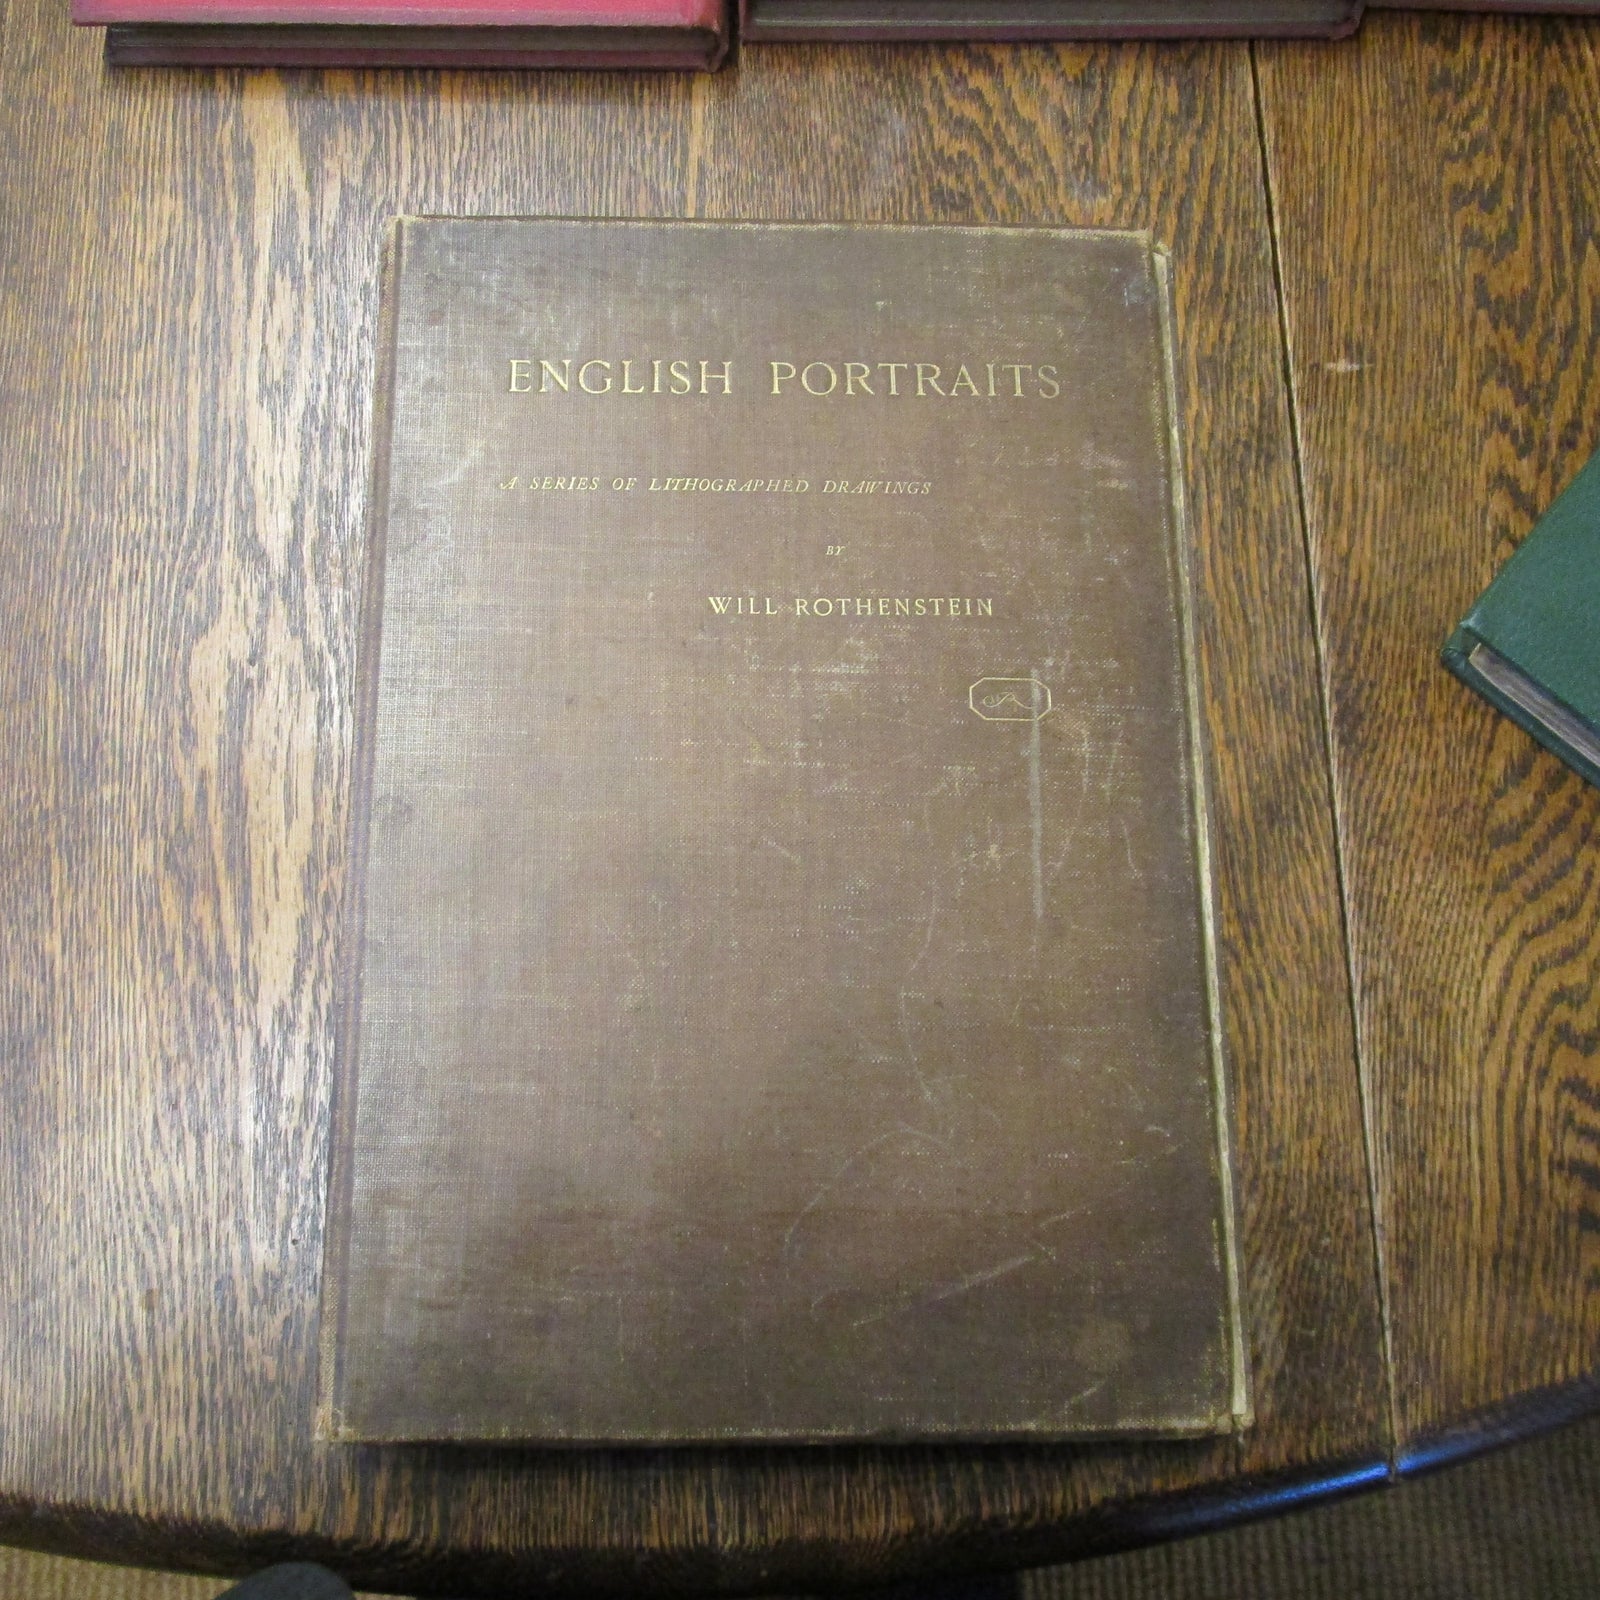 ENGLISH PORTRAITS
A SERIES OF LITHOGRAPHED DRAWINGS
BY
WILL ROTHENSTEIN